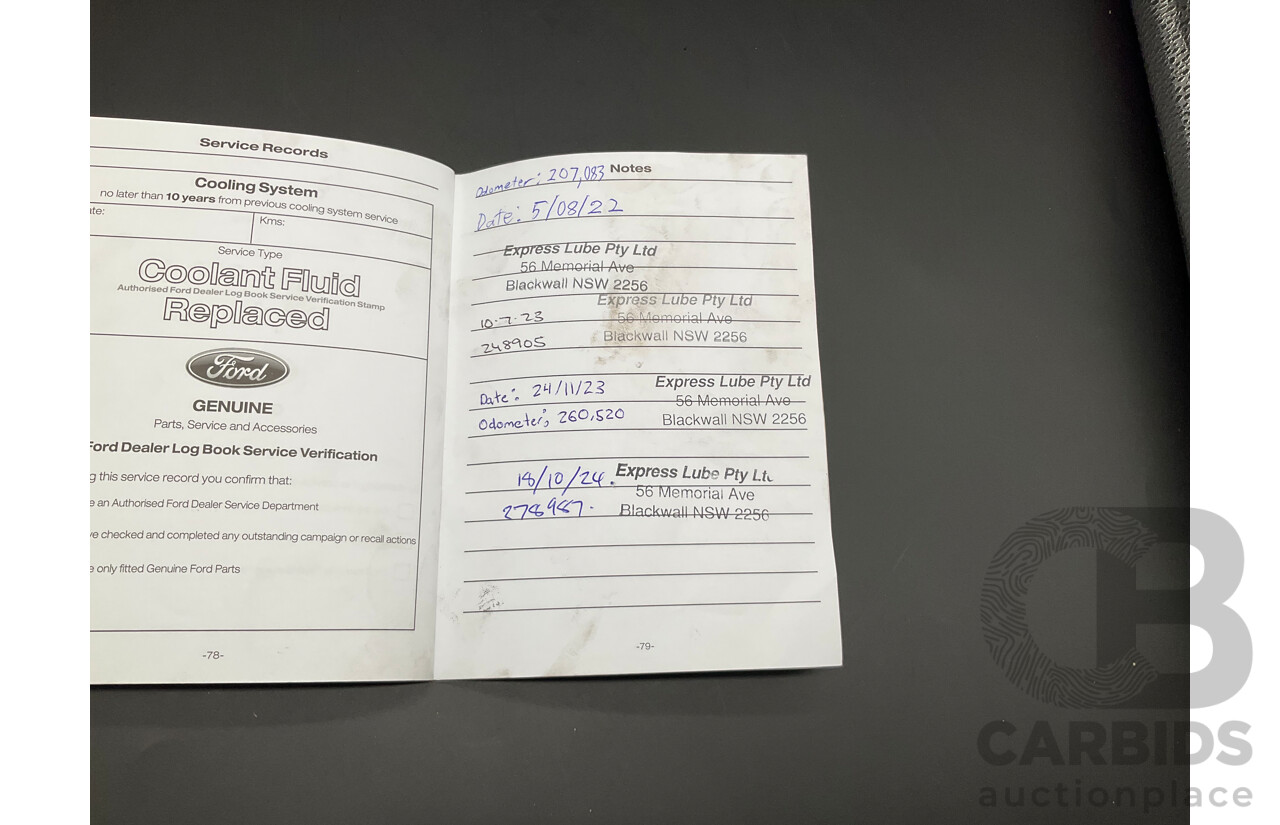 Service Records
Cooling System
no later than 10 years from previous cooling system service
ate:
Kms:
Service Type
Coolant Fluid
Authorised Ford Dealer Log Book Service Verification Stamp
Replaced
Ford
GENUINE
Parts, Service and Accessories
Ford Dealer Log Book Service Verification
g this service record you confirm that:
e an Authorised Ford Dealer Service Department
ve checked and completed any outstanding campaign or recall actions
e only fitted Genuine Ford Parts
-78-
Odometer: 207,083 Notes
Date: 5/08/22
Express Lube Pty Ltd
56 Memorial Ave
Blackwall NSW 2256
Express Lube Pty Ltd
10-7-23 56 Memorial Ave
248905 Blackwall NSW 2256
Date: 24/11/23 Express Lube Pty Ltd
56 Memorial Ave
Odometer: 260,520 Blackwall NSW 2256
18/10/24. Express Lube Pty Lt
56 Memorial Ave
278987. Blackwall NSW 2256
-79-
CB
CARBIDS
auctionplace